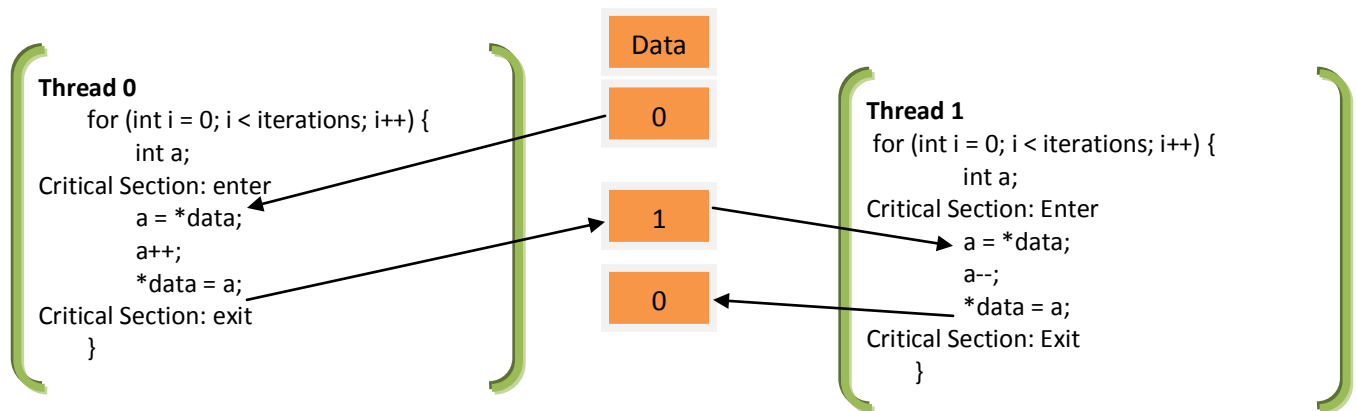 Thread 0
for (int i = 0; i < iterations; i++) {
int a;
Critical Section: enter
a = *data;
a++;
*data = a;
Critical Section: exit
}
Data
0
1
0
Thread 1
for (int i = 0; i < iterations; i++) {
int a;
Critical Section: Enter
a = *data;
a--;
*data = a;
Critical Section: Exit
}